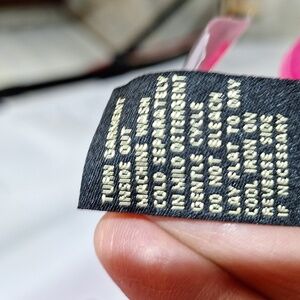 TURN GARMENT
INSIDE OUT
MACHINE WASH
COLD SEPARATELY
IN MILD DETERGENT
GENTLE CYCLE
DO NOT BLEACH
LAY FLAT TO DAY
COOL IRON ON
REVERSE SIDE
IF NECESSARY